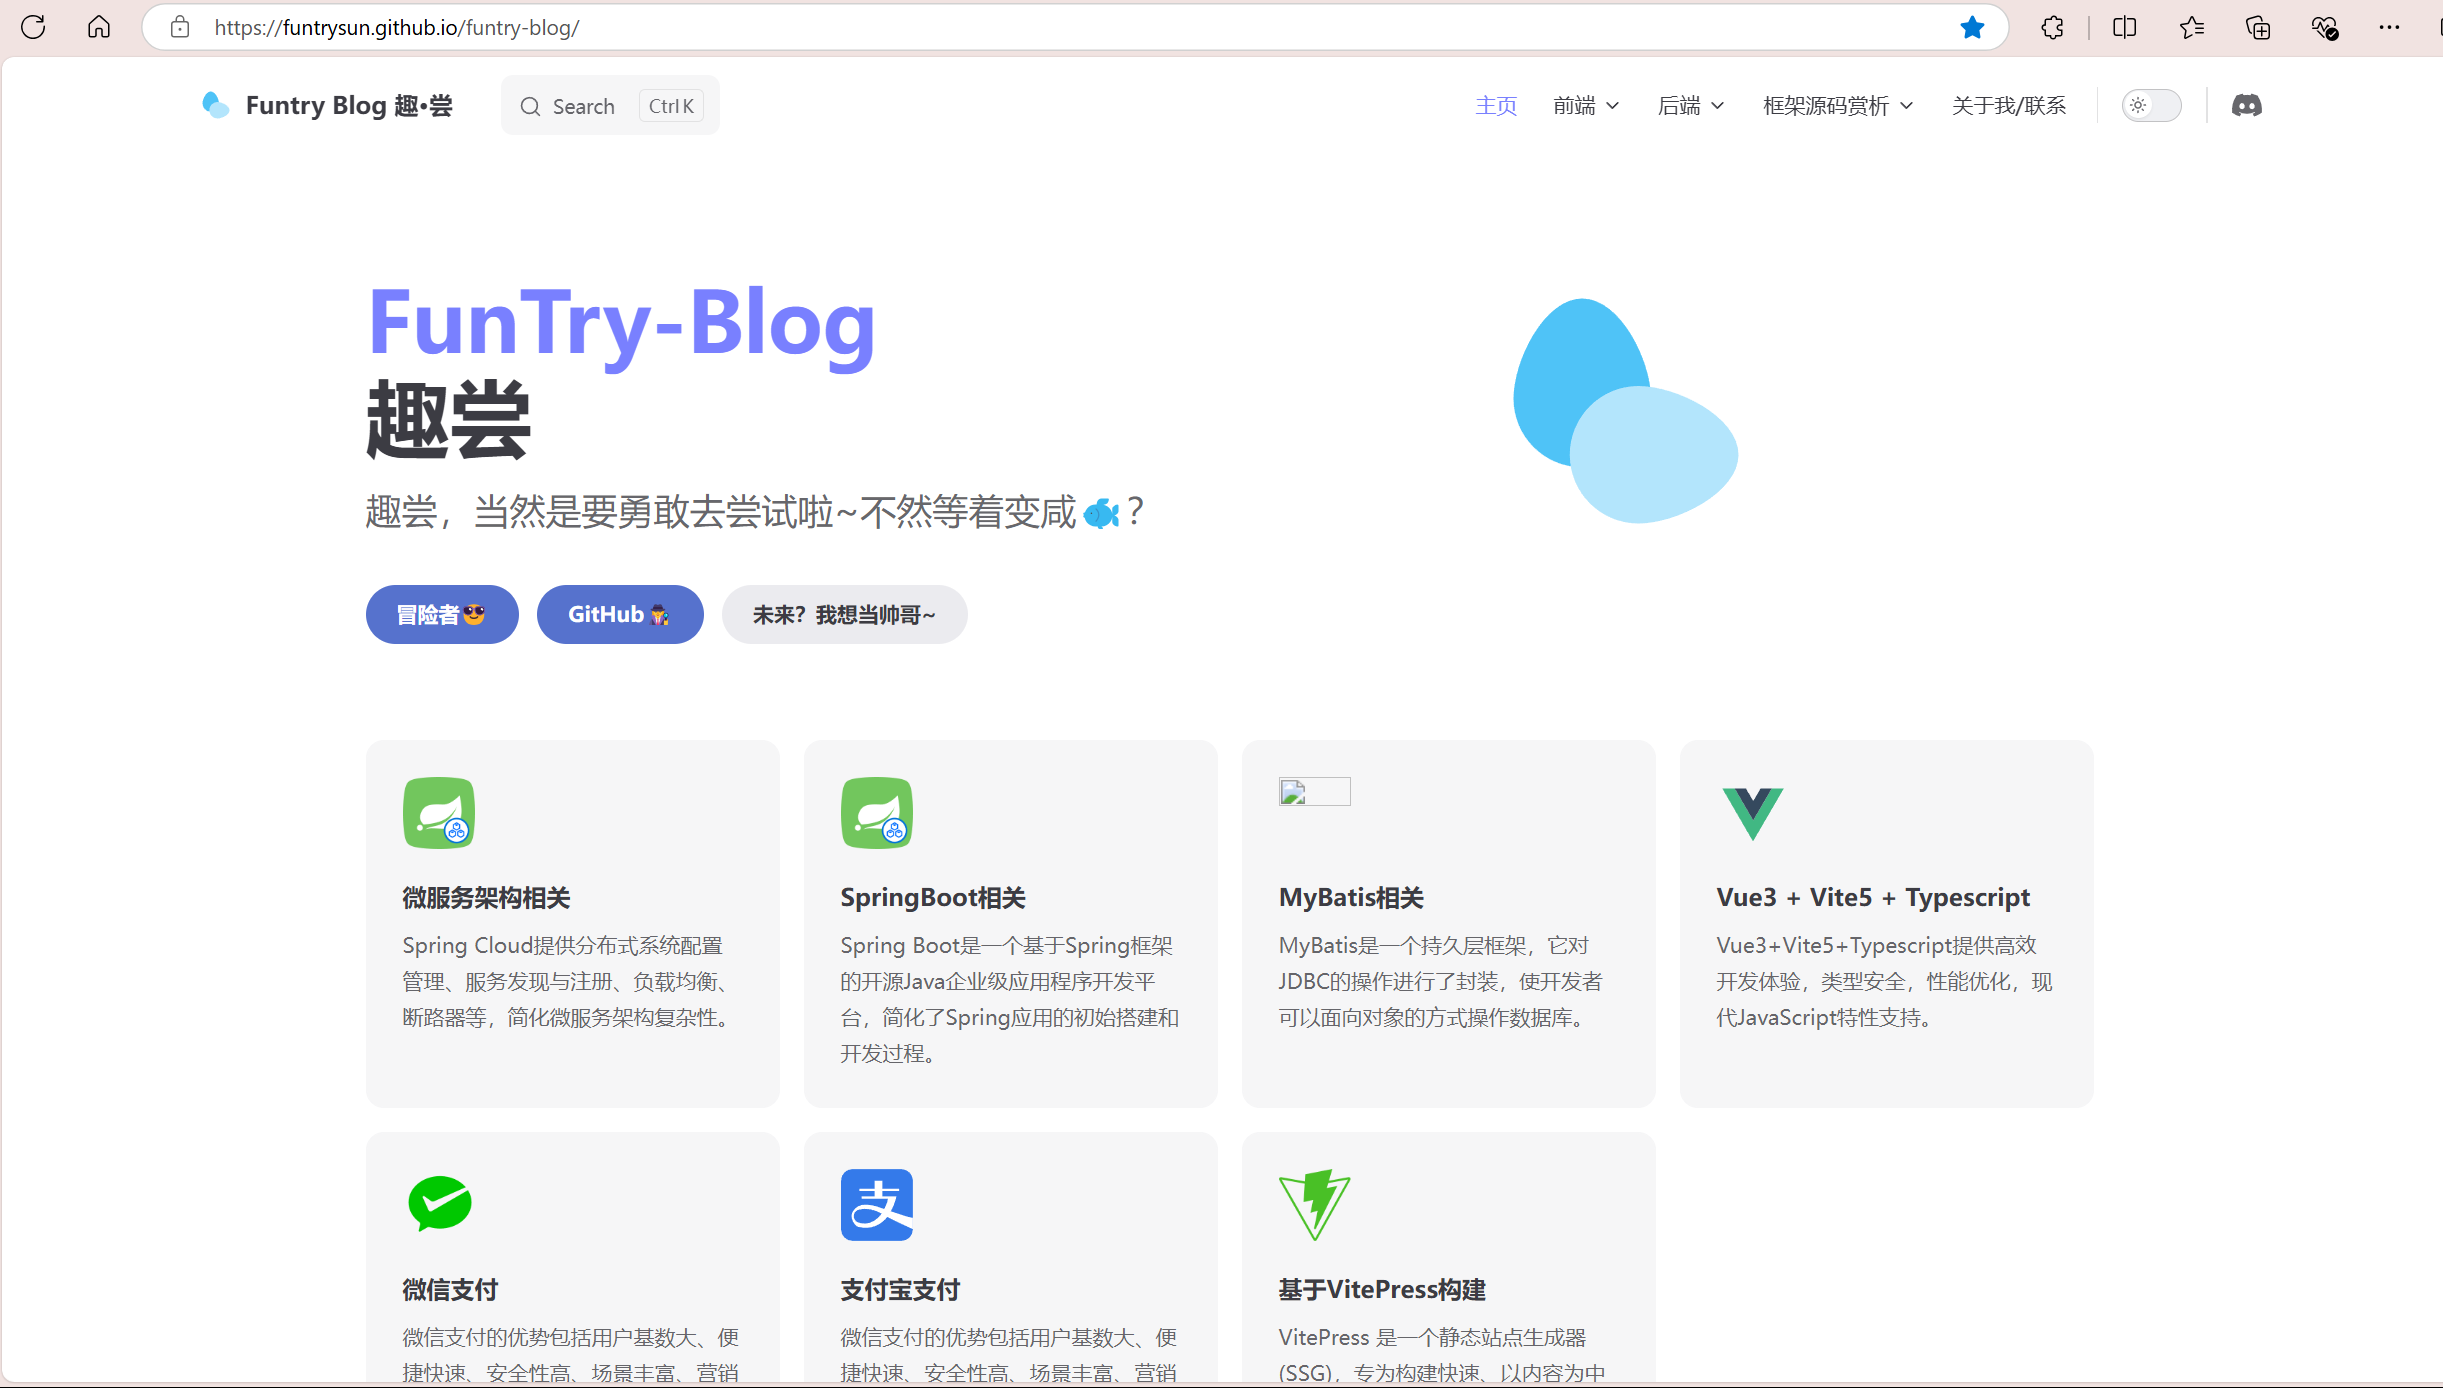 https://funtrysun.github.io/funtry-blog/
Funtry Blog 趣•尝
Search
Ctrl K
主页
前端
后端
框架源码赏析
关于我/联系
FunTry-Blog
趣尝
趣尝，当然是要勇敢去尝试啦~不然等着变咸🐟？
冒险者😎
GitHub
未来？我想当帅哥~
微服务架构相关
Spring Cloud提供分布式系统配置
管理、服务发现与注册、负载均衡、
断路器等，简化微服务架构复杂性。
SpringBoot相关
Spring Boot是一个基于Spring框架
的开源Java企业级应用程序开发平
台，简化了Spring应用的初始搭建和
开发过程。
MyBatis相关
MyBatis是一个持久层框架，它对
JDBC的操作进行了封装，使开发者
可以面向对象的方式操作数据库。
Vue3 + Vite5 + Typescript
Vue3+Vite5+Typescript提供高效
开发体验，类型安全，性能优化，现
代JavaScript特性支持。
微信支付
微信支付的优势包括用户基数大、便
捷快速、安全性高、场景丰富、营销
支付宝支付
微信支付的优势包括用户基数大、便
捷快速、安全性高、场景丰富、营销
基于VitePress构建
VitePress 是一个静态站点生成器
(SSG)，专为构建快速、以内容为中